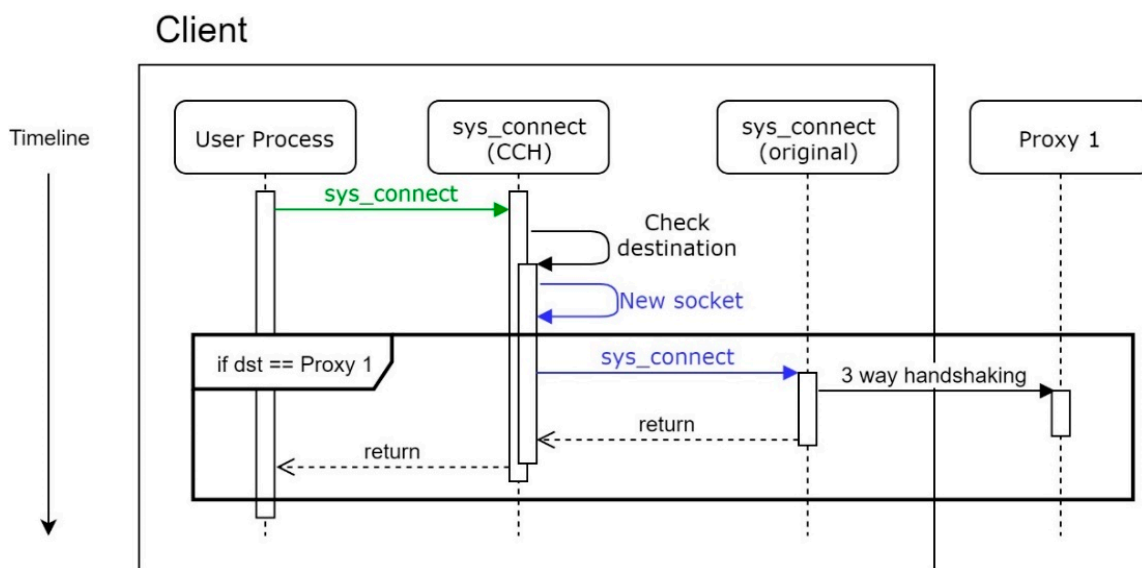 Client
Timeline
User Process
sys_connect
(CCH)
sys_connect
(original)
Proxy 1
sys_connect
Check
destination
New socket
if dst == Proxy 1
sys_connect
3 way handshaking
return
return